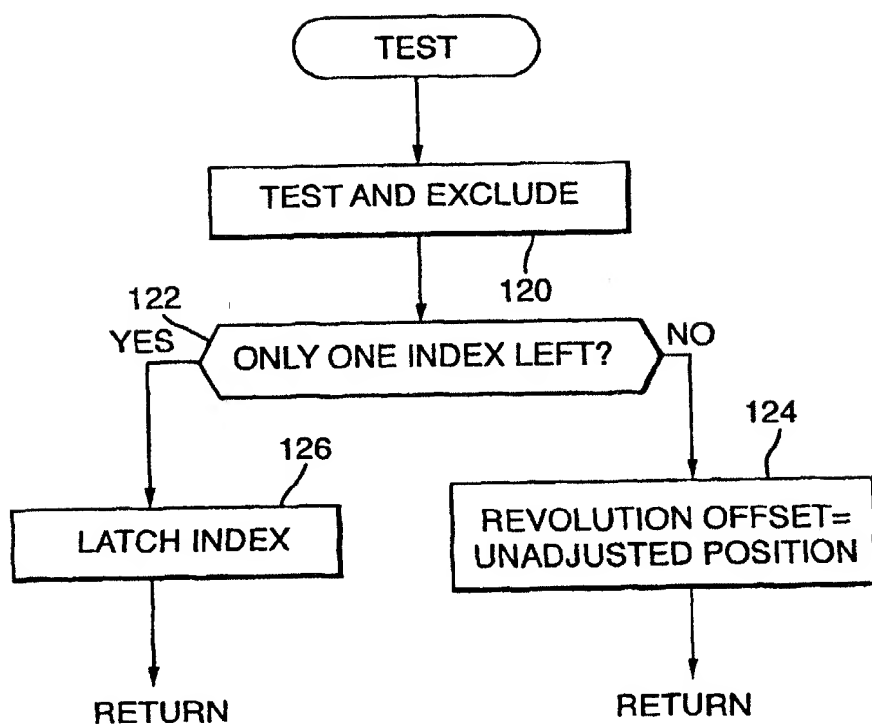 TEST
TEST AND EXCLUDE
120
122
YES
ONLY ONE INDEX LEFT?
NO
126
LATCH INDEX
124
REVOLUTION OFFSET=
UNADJUSTED POSITION
RETURN
RETURN